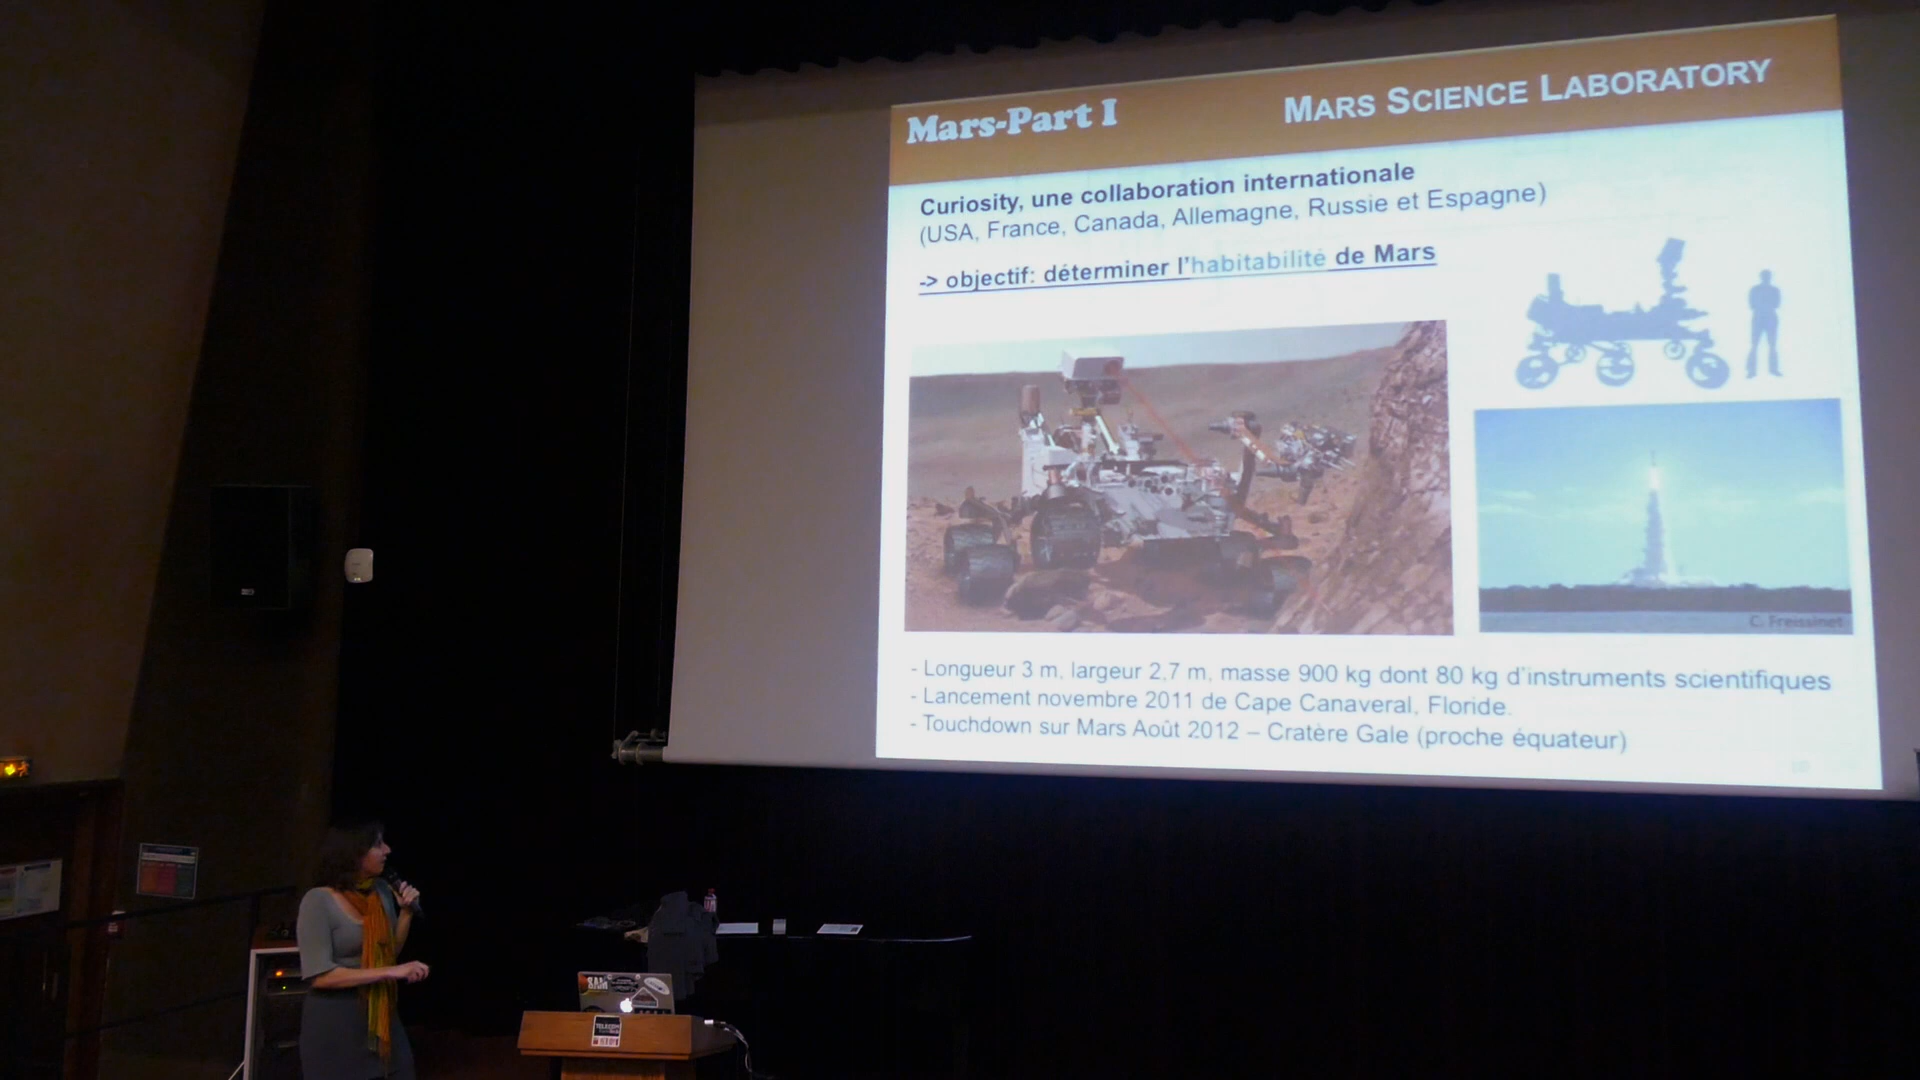 Mars-Part I
MARS SCIENCE LABORATORY
Curiosity, une collaboration internationale
(USA, France, Canada, Allemagne, Russie et Espagne)
-> objectif: déterminer l'habitabilité de Mars
C. Freissinet
- Longueur 3 m, largeur 2,7 m, masse 900 kg dont 80 kg d'instruments scientifiques
- Lancement novembre 2011 de Cape Canaveral, Floride.
- Touchdown sur Mars Août 2012 – Cratère Gale (proche équateur)
SAM
TELECOM